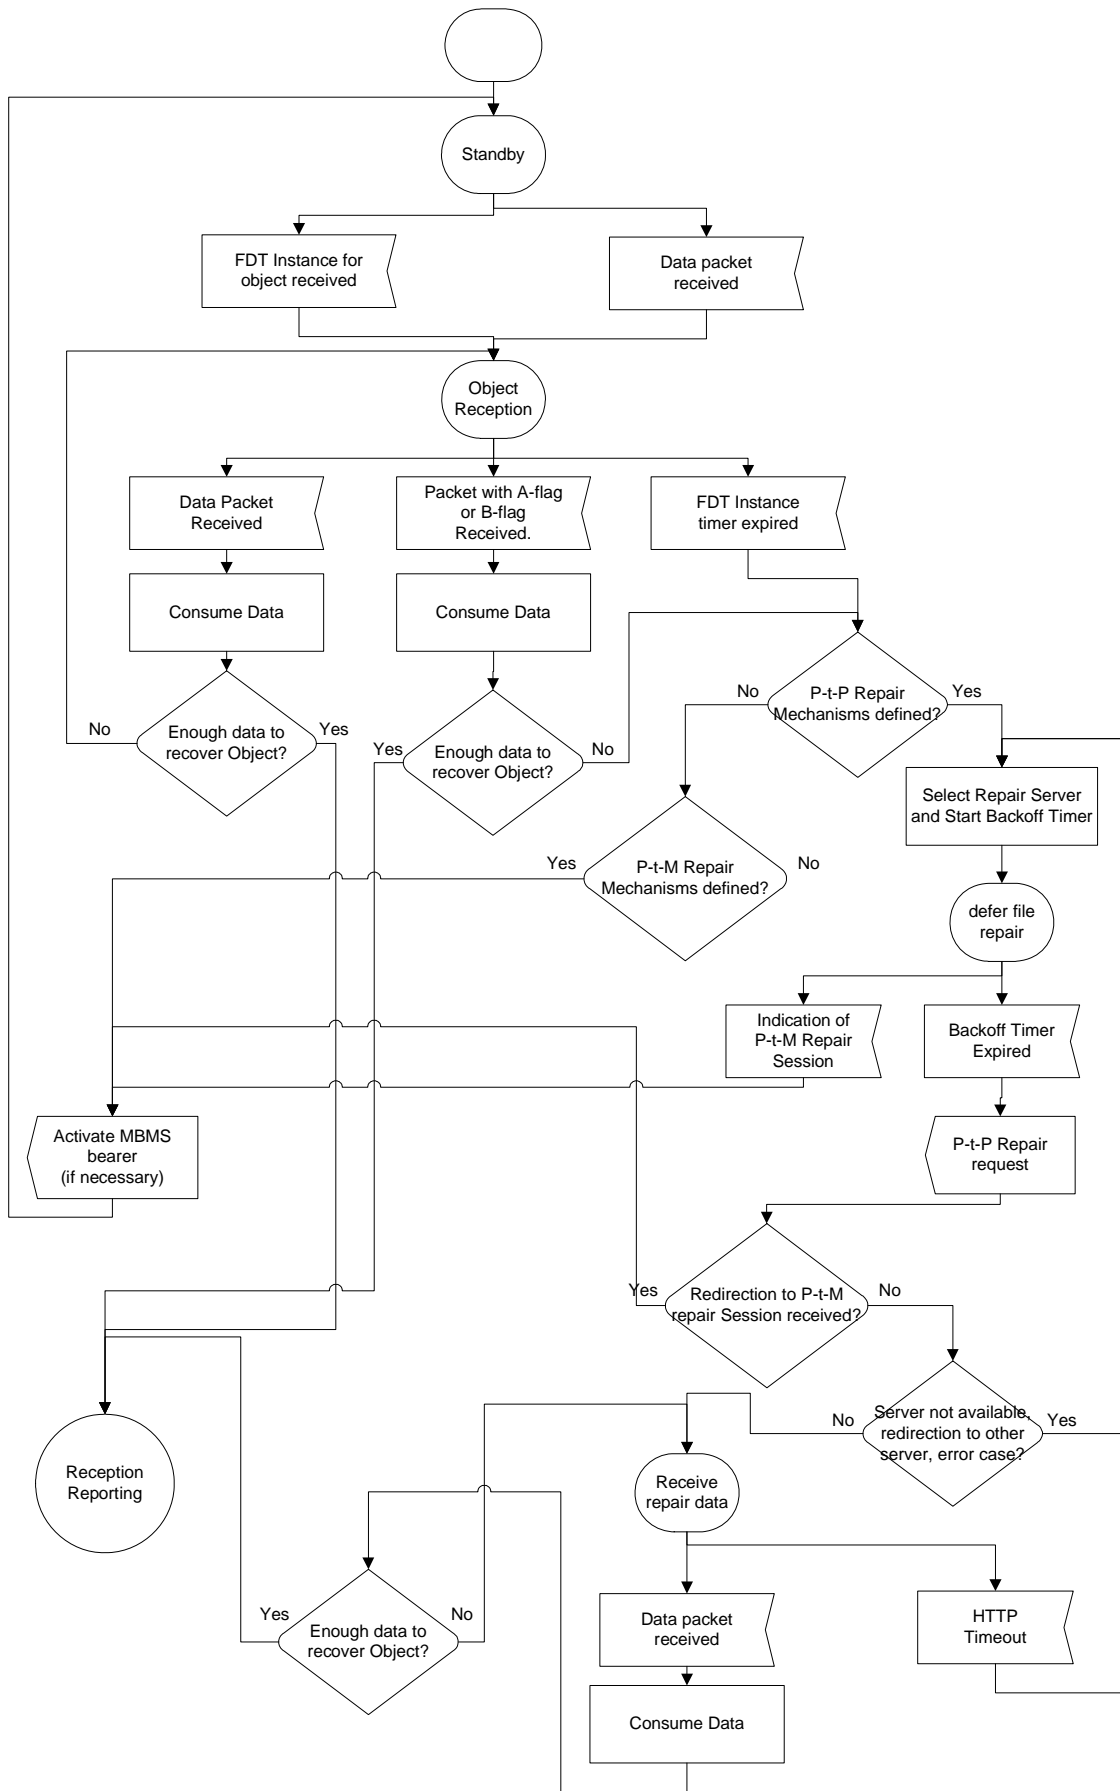 Standby
FDT Instance for
object received
Data packet
received
Object
Reception
Data Packet
Received
Packet with A-flag
or B-flag
Received.
FDT Instance
timer expired
Consume Data
Consume Data
No
P-t-P Repair
Mechanisms defined?
Yes
No
Enough data to
recover Object?
Yes
Yes
Enough data to
recover Object?
No
Select Repair Server
and Start Backoff Timer
Yes
P-t-M Repair
Mechanisms defined?
No
defer file
repair
Indication of
P-t-M Repair
Session
Backoff Timer
Expired
Activate MBMS
bearer
(if necessary)
P-t-P Repair
request
Yes
Redirection to P-t-M
repair Session received?
No
No
Server not available,
redirection to other
server, error case?
Yes
Reception
Reporting
Receive
repair data
Yes
Enough data to
recover Object?
No
Data packet
received
HTTP
Timeout
Consume Data